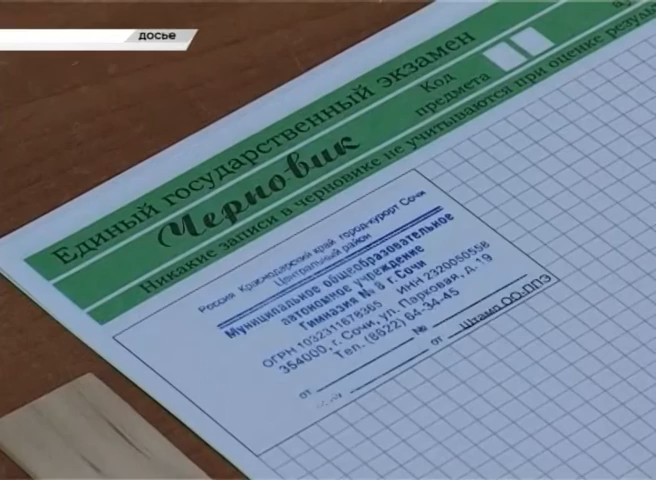 досье
Единый государственный экзамен
Черновик
Код
предмета
Никакие записи в черновике не учитываются при оценке
Россия Краснодарский край город-курорт Сочи
Центральный район
Муниципальное общеобразовательное
автономное учреждение
Гимназия № 8 г Сочи
ОГРН 1032311678365 ИНН 2320050558
354000, г. Сочи, ул. Парковая, д. 19
Тел. (8622) 64-34-45
от № Штамп ОО-ППЭ
от